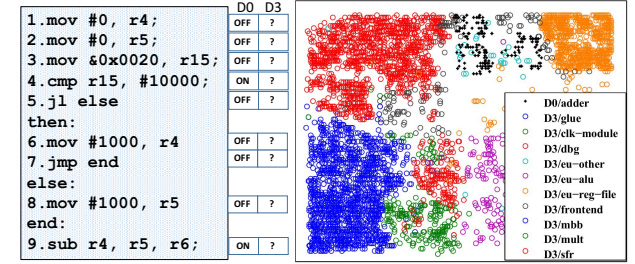 D0 D3
1.mov #0, r4; OFF ?
2.mov #0, r5; OFF ?
3.mov &0x0020, r15; OFF ?
4.cmp r15, #10000; ON ?
5.jl else OFF ?
then:
6.mov #1000, r4 OFF ?
7.jmp end OFF ?
else:
8.mov #1000, r5 OFF ?
end:
9.sub r4, r5, r6; ON ?
D0/adder
D3/glue
D3/clk−module
D3/dbg
D3/eu−other
D3/eu−alu
D3/eu−reg−file
D3/frontend
D3/mbb
D3/mult
D3/sfr